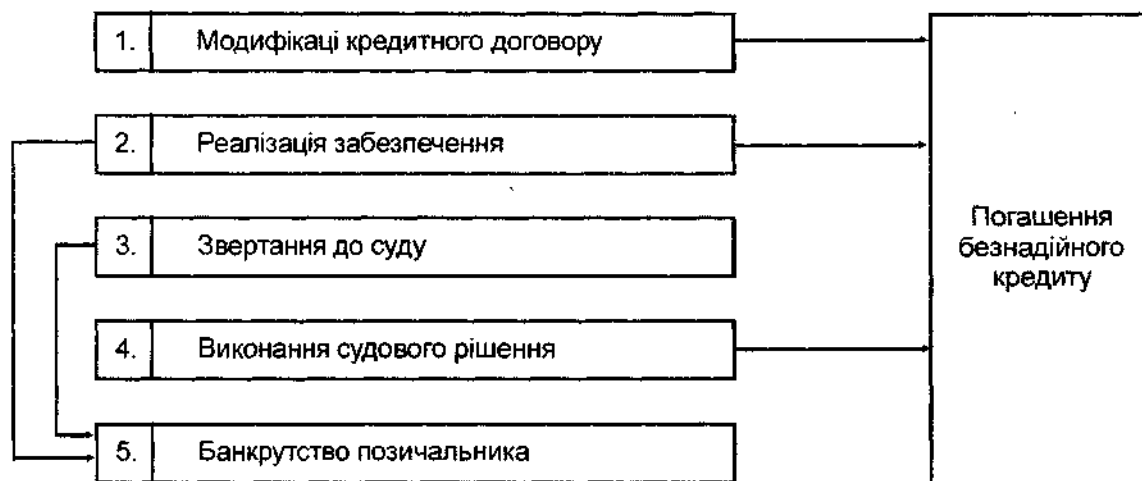 1. Модифікаці кредитного договору
2. Реалізація забезпечення
3. Звертання до суду
4. Виконання судового рішення
5. Банкрутство позичальника
Погашення
безнадійного
кредиту